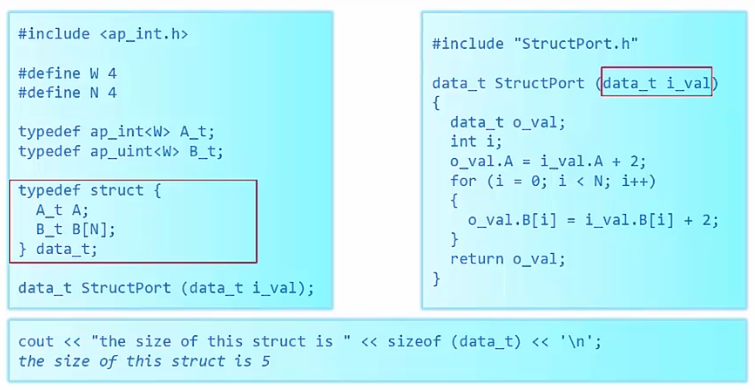 #include <ap_int.h>
#define W 4
#define N 4
typedef ap_int<W> A_t;
typedef ap_uint<W> B_t;
typedef struct {
A_t A;
B_t B[N];
} data_t;
data_t StructPort (data_t i_val);
#include "StructPort.h"
data_t StructPort (data_t i_val)
{
data_t o_val;
int i;
o_val.A = i_val.A + 2;
for (i = 0; i < N; i++)
{
o_val.B[i] = i_val.B[i] + 2;
}
return o_val;
}
cout << "the size of this struct is " << sizeof (data_t) << '\n';
the size of this struct is 5